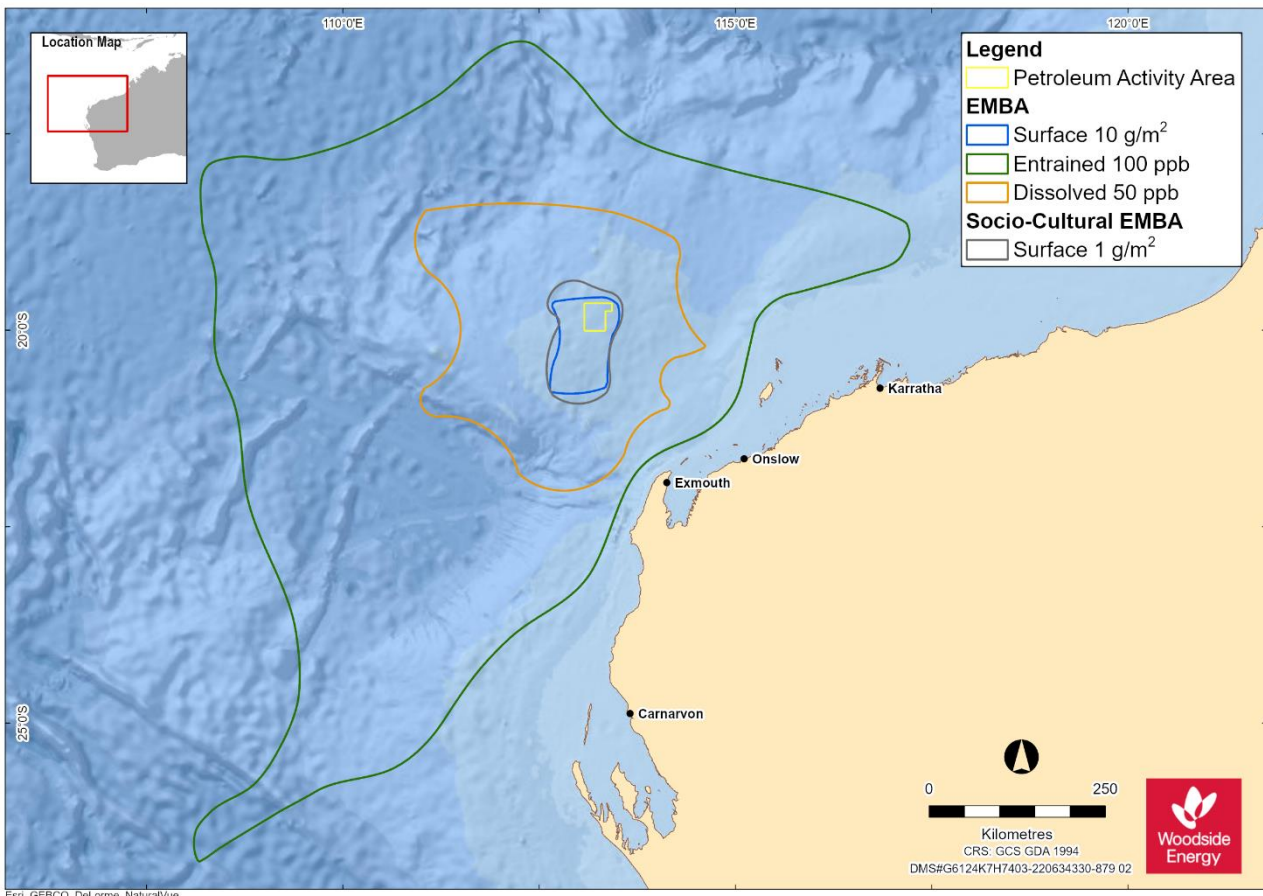 110°0'E
115°0'E
120°0'E
Location Map
Legend
Petroleum Activity Area
EMBA
Surface 10 g/m²
Entrained 100 ppb
Dissolved 50 ppb
Socio-Cultural EMBA
Surface 1 g/m²
20°0'S
Karratha
Onslow
Exmouth
25°0'S
Carnarvon
0 250
Kilometres
CRS: GCS GDA 1994
DMS#G6124K7H7403-220634330-879 02
Woodside
Energy
Esri, GEBCO, DeLorme, NaturalVue